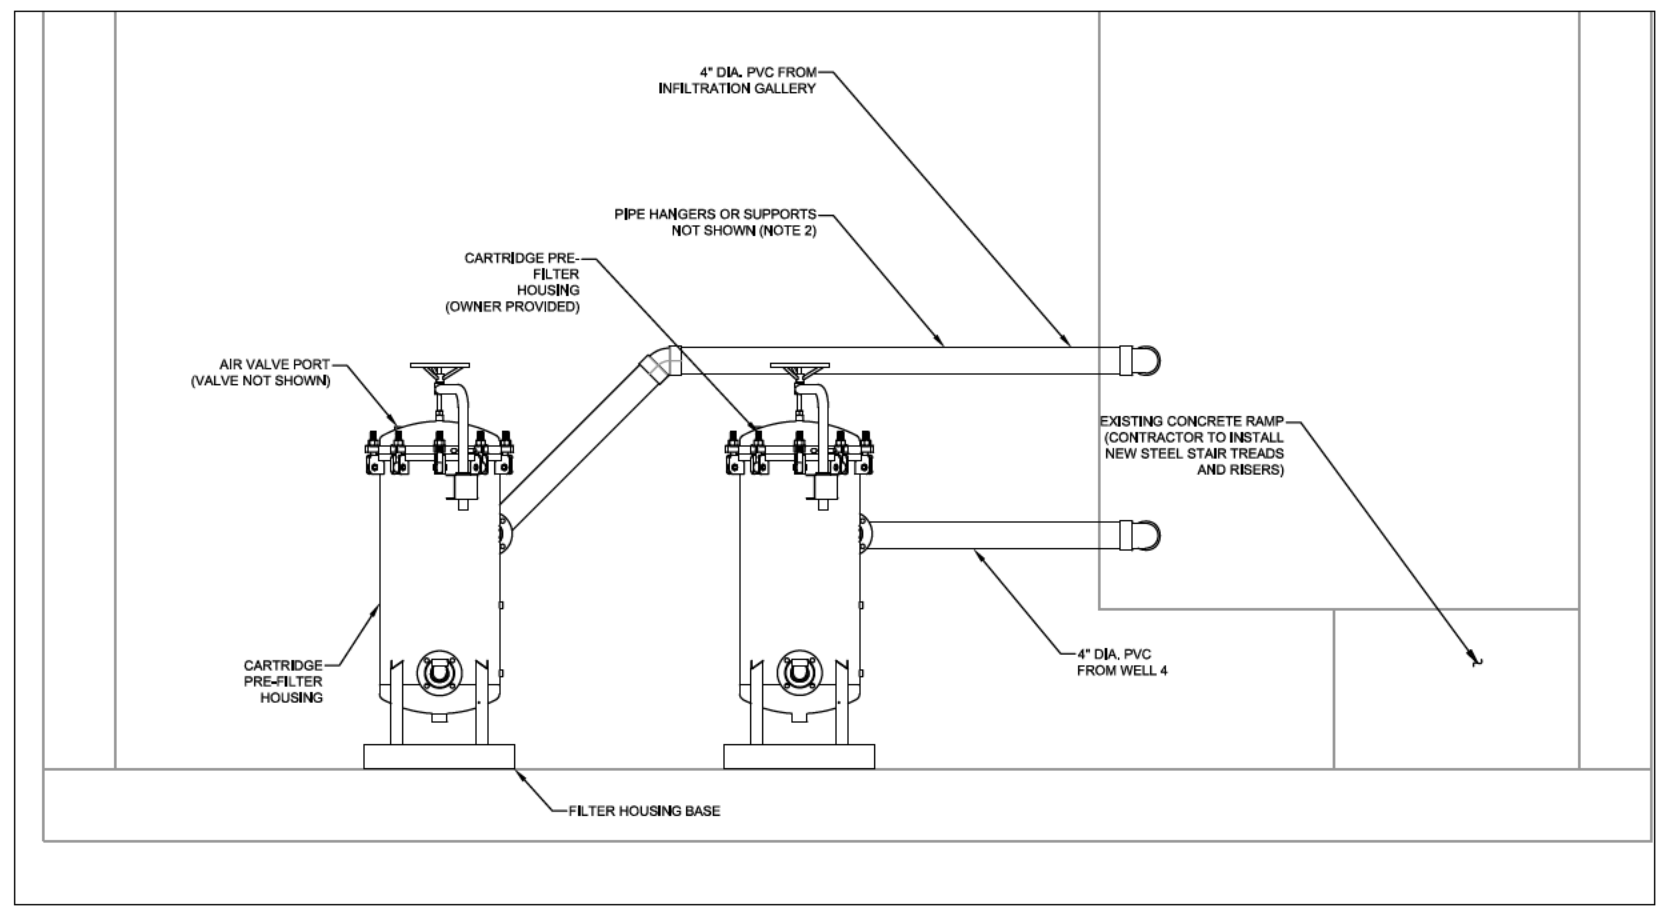 4" DIA. PVC FROM
INFILTRATION GALLERY
PIPE HANGERS OR SUPPORTS
NOT SHOWN (NOTE 2)
CARTRIDGE PRE-
FILTER
HOUSING
(OWNER PROVIDED)
AIR VALVE PORT
(VALVE NOT SHOWN)
EXISTING CONCRETE RAMP
(CONTRACTOR TO INSTALL
NEW STEEL STAIR TREADS
AND RISERS)
4" DIA. PVC
FROM WELL 4
CARTRIDGE
PRE-FILTER
HOUSING
FILTER HOUSING BASE